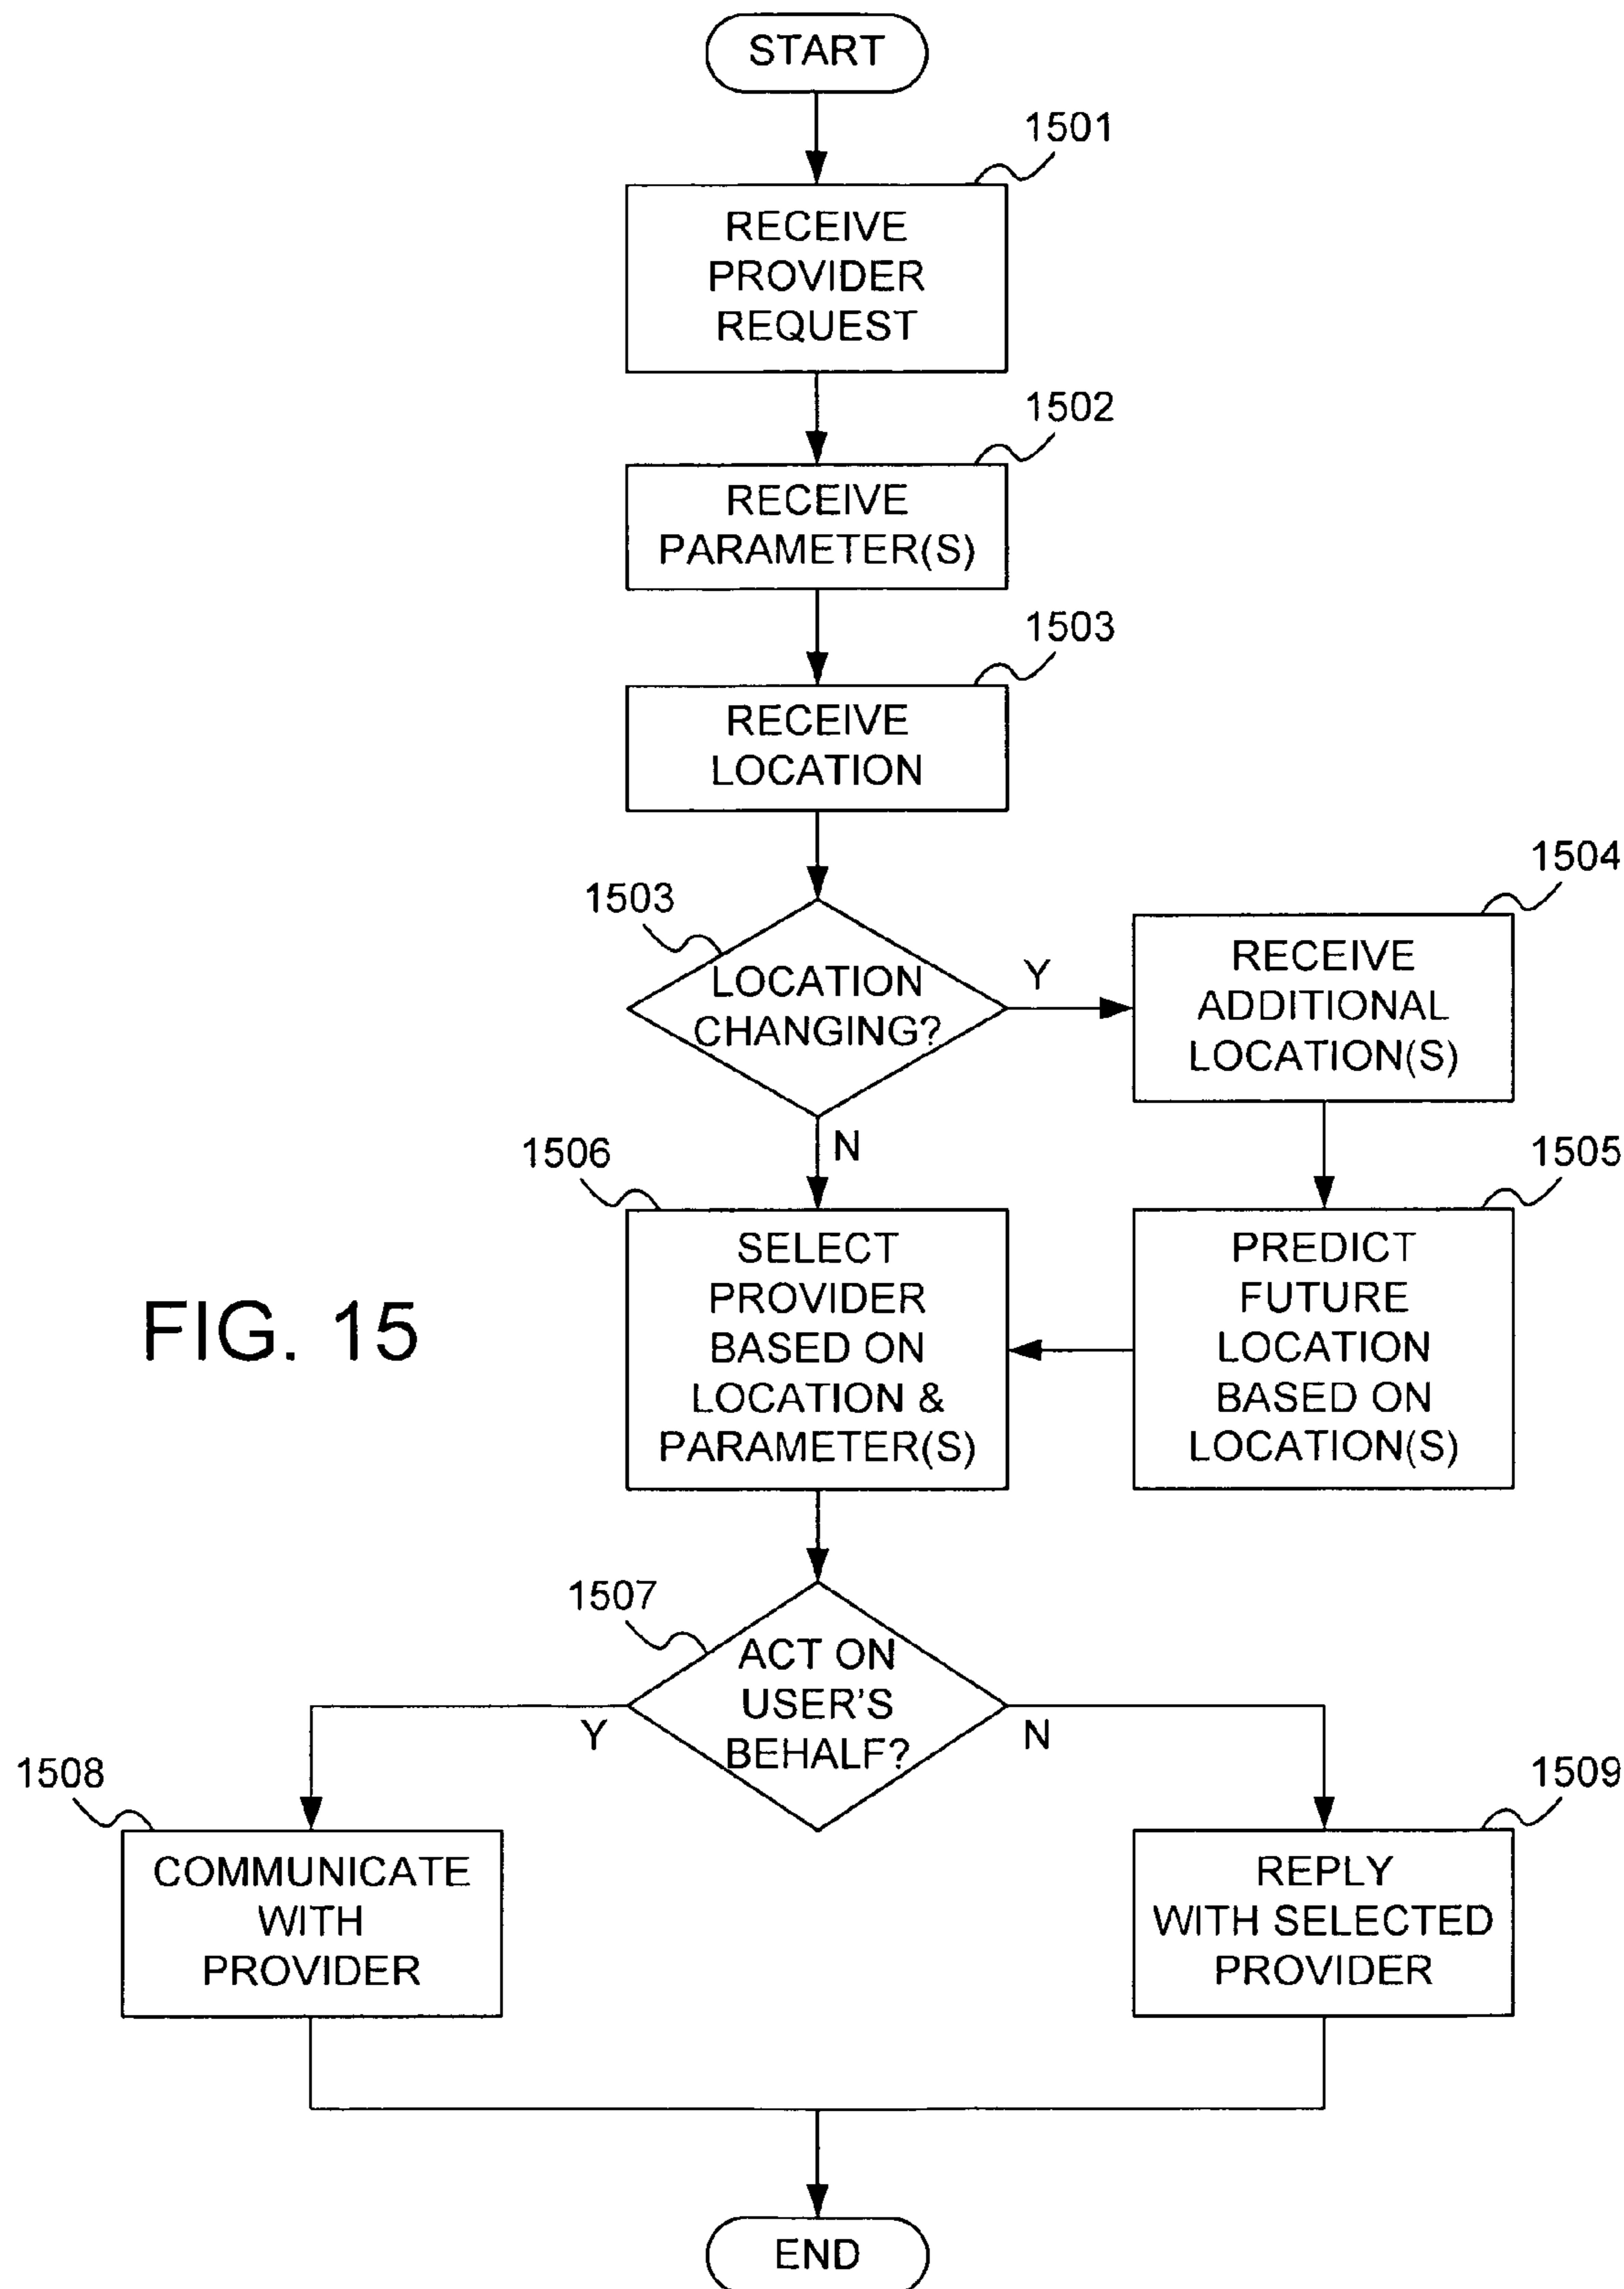 START
1501
RECEIVE
PROVIDER
REQUEST
1502
RECEIVE
PARAMETER(S)
1503
RECEIVE
LOCATION
1503
LOCATION
CHANGING?
Y
N
1504
RECEIVE
ADDITIONAL
LOCATION(S)
1505
PREDICT
FUTURE
LOCATION
BASED ON
LOCATION(S)
1506
SELECT
PROVIDER
BASED ON
LOCATION &
PARAMETER(S)
FIG. 15
1507
ACT ON
USER'S
BEHALF?
Y
N
1508
COMMUNICATE
WITH
PROVIDER
1509
REPLY
WITH SELECTED
PROVIDER
END